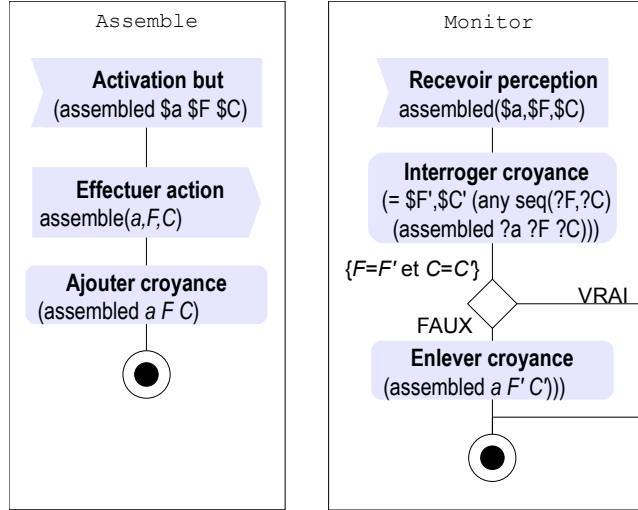 Assemble
Activation but
(assembled $a $F $C)
Effectuer action
assemble(a,F,C)
Ajouter croyance
(assembled a F C)
Monitor
Recevoir perception
assembled($a,$F,$C)
Interroger croyance
(= $F',$C' (any seq(?F,?C)
(assembled ?a ?F ?C)))
{F=F' et C=C'}
VRAI
FAUX
Enlever croyance
(assembled a F' C')))